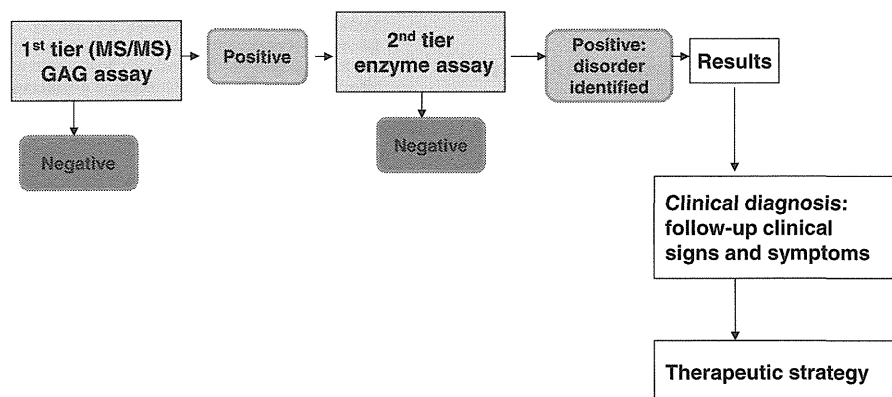 1st tier (MS/MS)
GAG assay
Positive
2nd tier
enzyme assay
Positive:
disorder
identified
Results
Negative
Negative
Clinical diagnosis:
follow-up clinical
signs and symptoms
Therapeutic strategy